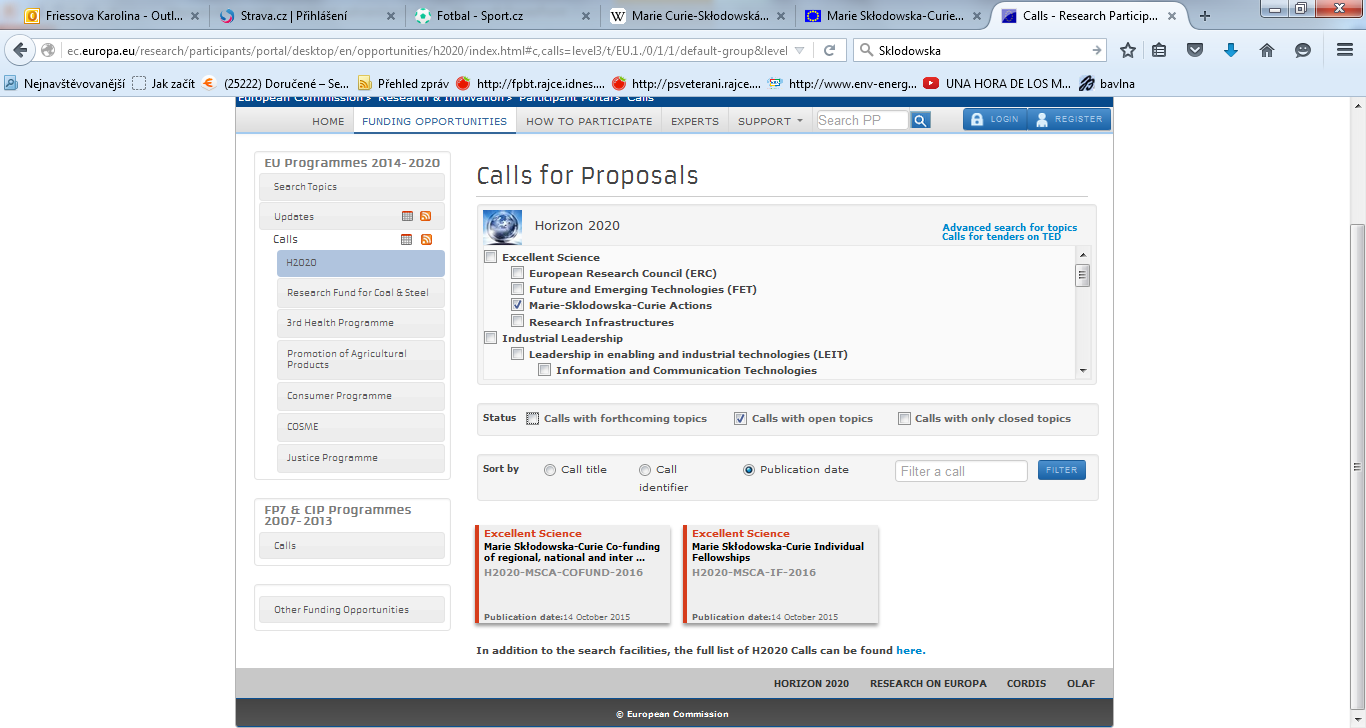 Friessova Karolina - Outl...
Strava.cz | Přihlášení
Fotbal - Sport.cz
Marie Curie-Skłodowská...
Marie Skłodowska-Curie...
Calls - Research Particip...
ec.europa.eu/research/participants/portal/desktop/en/opportunities/h2020/index.html#c,calls=level3/t/EU.1./0/1/1/default-group&level
Sklodowska
Nejnavštěvovanější
Jak začít
(25222) Doručené – Se...
Přehled zpráv
http://fpbt.rajce.idnes....
http://psveterani.rajce....
http://www.env-energ...
UNA HORA DE LOS M...
bavlna
European Commission > Research & Innovation > Participant Portal > Calls
HOME
FUNDING OPPORTUNITIES
HOW TO PARTICIPATE
EXPERTS
SUPPORT
Search PP
LOGIN
REGISTER
EU Programmes 2014-2020
Search Topics
Updates
Calls
H2020
Research Fund for Coal & Steel
3rd Health Programme
Promotion of Agricultural
Products
Consumer Programme
COSME
Justice Programme
FP7 & CIP Programmes
2007-2013
Calls
Other Funding Opportunities
Calls for Proposals
Horizon 2020
Advanced search for topics
Calls for tenders on TED
Excellent Science
European Research Council (ERC)
Future and Emerging Technologies (FET)
Marie-Sklodowska-Curie Actions
Research Infrastructures
Industrial Leadership
Leadership in enabling and industrial technologies (LEIT)
Information and Communication Technologies
Status
Calls with forthcoming topics
Calls with open topics
Calls with only closed topics
Sort by
Call title
Call
identifier
Publication date
Filter a call
FILTER
Excellent Science
Marie Skłodowska-Curie Co-funding
of regional, national and inter ...
H2020-MSCA-COFUND-2016
Publication date:14 October 2015
Excellent Science
Marie Skłodowska-Curie Individual
Fellowships
H2020-MSCA-IF-2016
Publication date:14 October 2015
In addition to the search facilities, the full list of H2020 Calls can be found here.
HORIZON 2020
RESEARCH ON EUROPA
CORDIS
OLAF
© European Commission